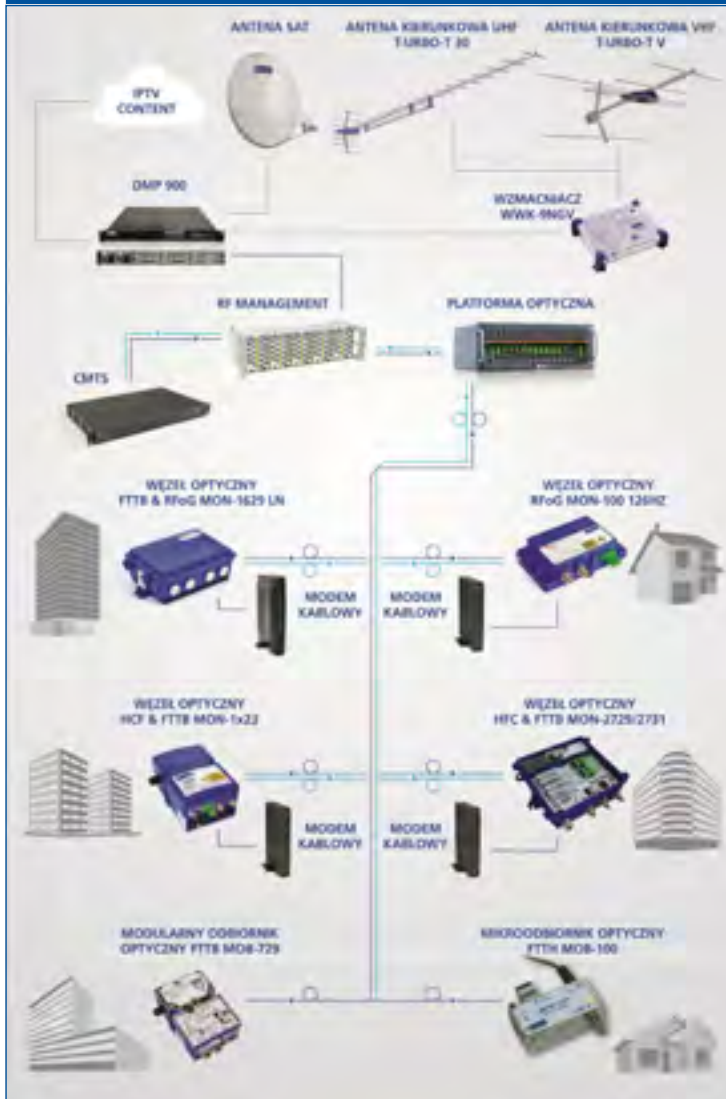 ANTENA SAT
ANTENA KIERUNKOWA UHF
T-URBO-T 30
ANTENA KIERUNKOWA VHF
T-URBO-T V
IPTV
CONTENT
DMP 900
WZMACNIACZ
WWK-9NGV
RF MANAGEMENT
PLATFORMA OPTYCZNA
CMTS
WĘZEŁ OPTYCZNY
FTTB & RFoG MON-1629 LN
WĘZEŁ OPTYCZNY
RFoG MON-100 126HZ
MODEM
KABLOWY
MODEM
KABLOWY
WĘZEŁ OPTYCZNY
HCF & FTTB MON-1x22
WĘZEŁ OPTYCZNY
HFC & FTTB MON-2729/2731
MODEM
KABLOWY
MODEM
KABLOWY
MODULARNY ODBIORNIK
OPTYCZNY FTTB MOB-729
MIKROODBIORNIK OPTYCZNY
FTTH MOB-100